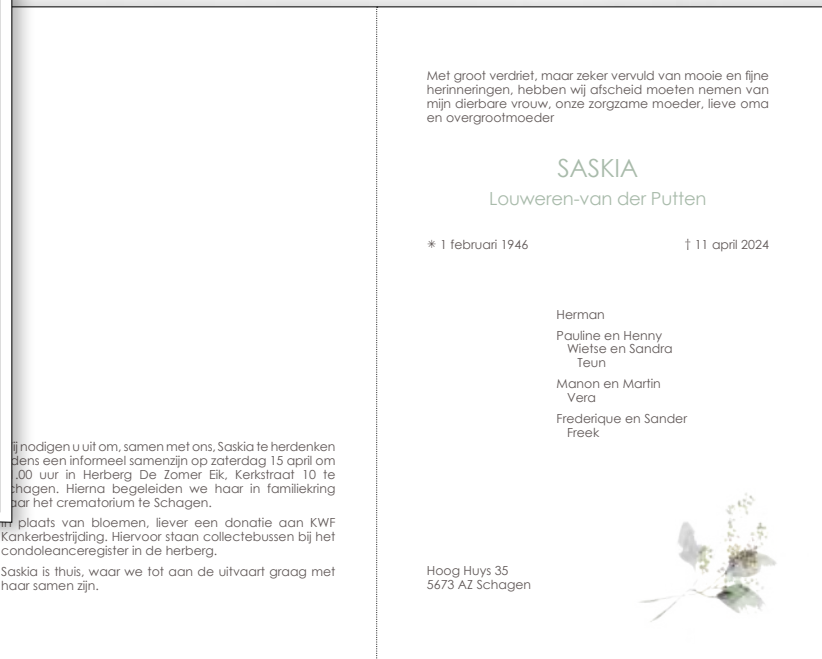 ij nodigen u uit om, samen met ons, Saskia te herdenken
dens een informeel samenzijn op zaterdag 15 april om
.00 uur in Herberg De Zomer Eik, Kerkstraat 10 te
chagen. Hierna begeleiden we haar in familiekring
aar het crematorium te Schagen.
In plaats van bloemen, liever een donatie aan KWF
Kankerbestrijding. Hiervoor staan collectebussen bij het
condoleanceregister in de herberg.
Saskia is thuis, waar we tot aan de uitvaart graag met
haar samen zijn.
Met groot verdriet, maar zeker vervuld van mooie en fijne
herinneringen, hebben wij afscheid moeten nemen van
mijn dierbare vrouw, onze zorgzame moeder, lieve oma
en overgrootmoeder
SASKIA
Louweren-van der Putten
✴ 1 februari 1946 † 11 april 2024
Herman
Pauline en Henny
Wietse en Sandra
Teun
Manon en Martin
Vera
Frederique en Sander
Freek
Hoog Huys 35
5673 AZ Schagen